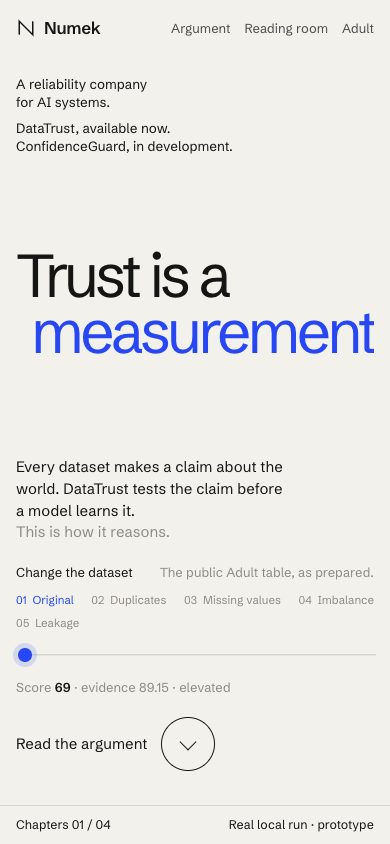 Numek Argument Reading room Adult
A reliability company
for AI systems.
DataTrust, available now.
ConfidenceGuard, in development.
Trust is a
measurement
Every dataset makes a claim about the
world. DataTrust tests the claim before
a model learns it.
This is how it reasons.
Change the dataset The public Adult table, as prepared.
01 Original 02 Duplicates 03 Missing values 04 Imbalance
05 Leakage
Score 69 · evidence 89.15 · elevated
Read the argument
Chapters 01 / 04 Real local run · prototype